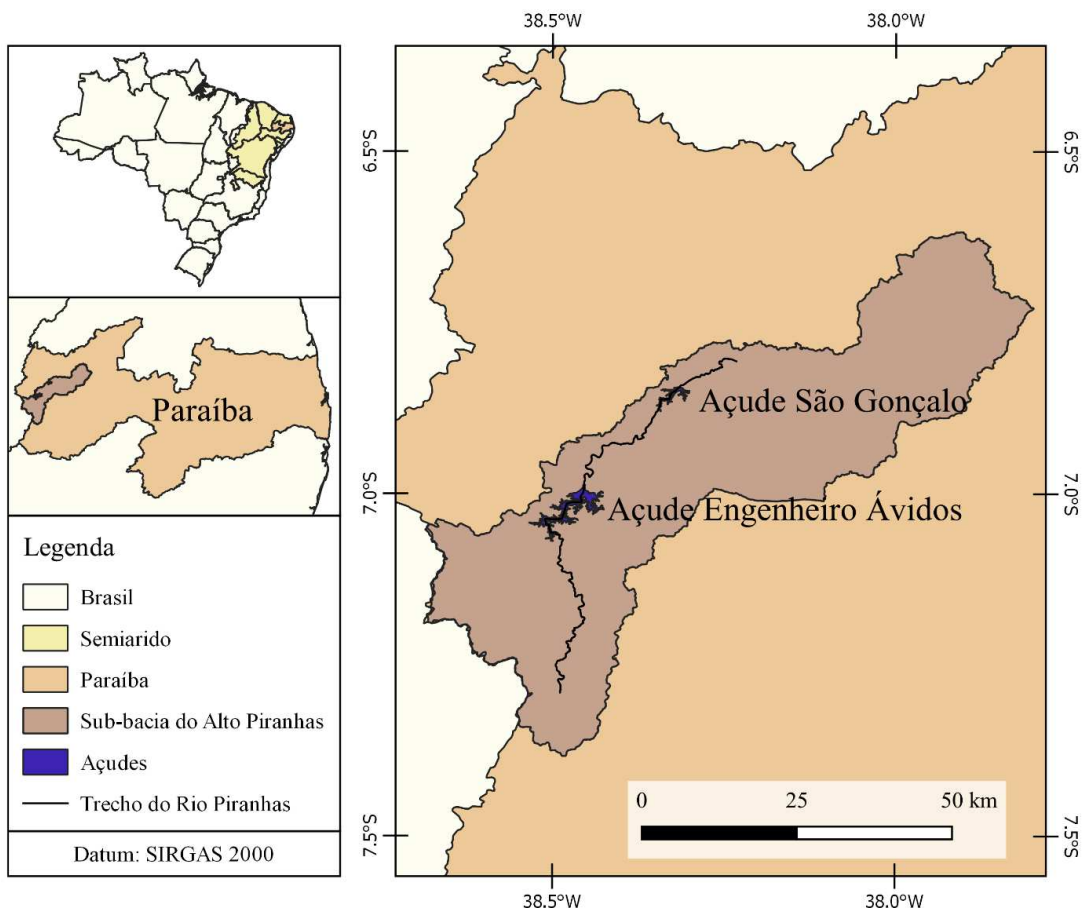 38.5°W
38.0°W
6.5°S
6.5°S
Paraíba
Açude São Gonçalo
7.0°S
7.0°S
Açude Engenheiro Ávidos
Legenda
Brasil
Semiarido
Paraíba
Sub-bacia do Alto Piranhas
Açudes
Trecho do Rio Piranhas
Datum: SIRGAS 2000
0
25
50 km
7.5°S
7.5°S
38.5°W
38.0°W